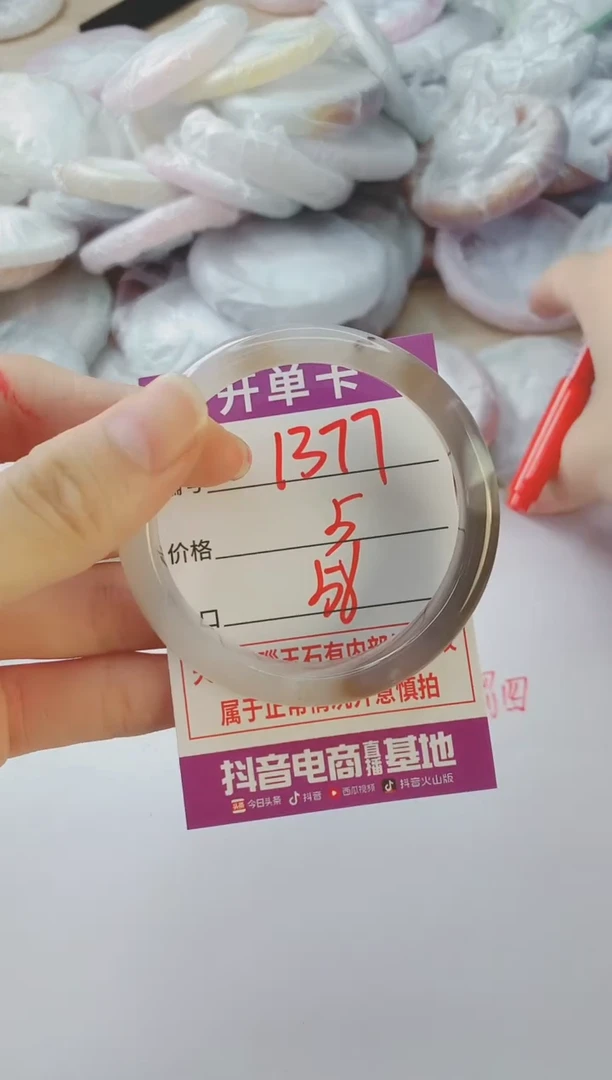 开单卡
1377
价格
5
58
属于正常情况介意慎拍
四
抖音电商直播基地
今日头条 抖音 西瓜视频 抖音火山版